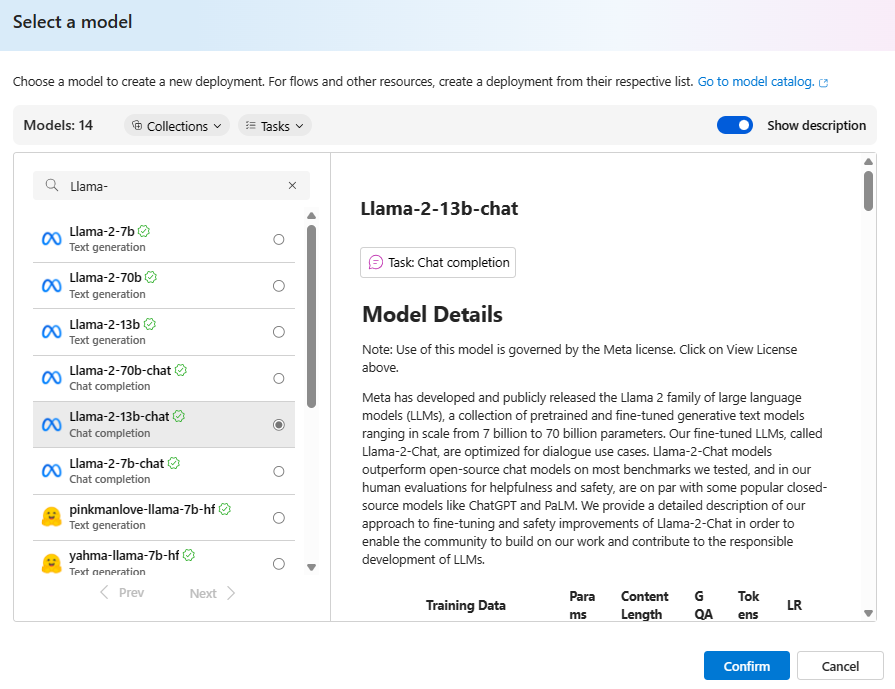 Select a model
Choose a model to create a new deployment. For flows and other resources, create a deployment from their respective list. Go to model catalog.
Models: 14
Collections
Tasks
Show description
Llama-
Llama-2-7b
Text generation
Llama-2-70b
Text generation
Llama-2-13b
Text generation
Llama-2-70b-chat
Chat completion
Llama-2-13b-chat
Chat completion
Llama-2-7b-chat
Chat completion
pinkmanlove-llama-7b-hf
Text generation
yahma-llama-7b-hf
Text generation
Prev
Next
Llama-2-13b-chat
Task: Chat completion
Model Details
Note: Use of this model is governed by the Meta license. Click on View License
above.
Meta has developed and publicly released the Llama 2 family of large language
models (LLMs), a collection of pretrained and fine-tuned generative text models
ranging in scale from 7 billion to 70 billion parameters. Our fine-tuned LLMs, called
Llama-2-Chat, are optimized for dialogue use cases. Llama-2-Chat models
outperform open-source chat models on most benchmarks we tested, and in our
human evaluations for helpfulness and safety, are on par with some popular closed-
source models like ChatGPT and PaLM. We provide a detailed description of our
approach to fine-tuning and safety improvements of Llama-2-Chat in order to
enable the community to build on our work and contribute to the responsible
development of LLMs.
Training Data
Para
ms
Content
Length
G
QA
Tok
ens
LR
Confirm
Cancel